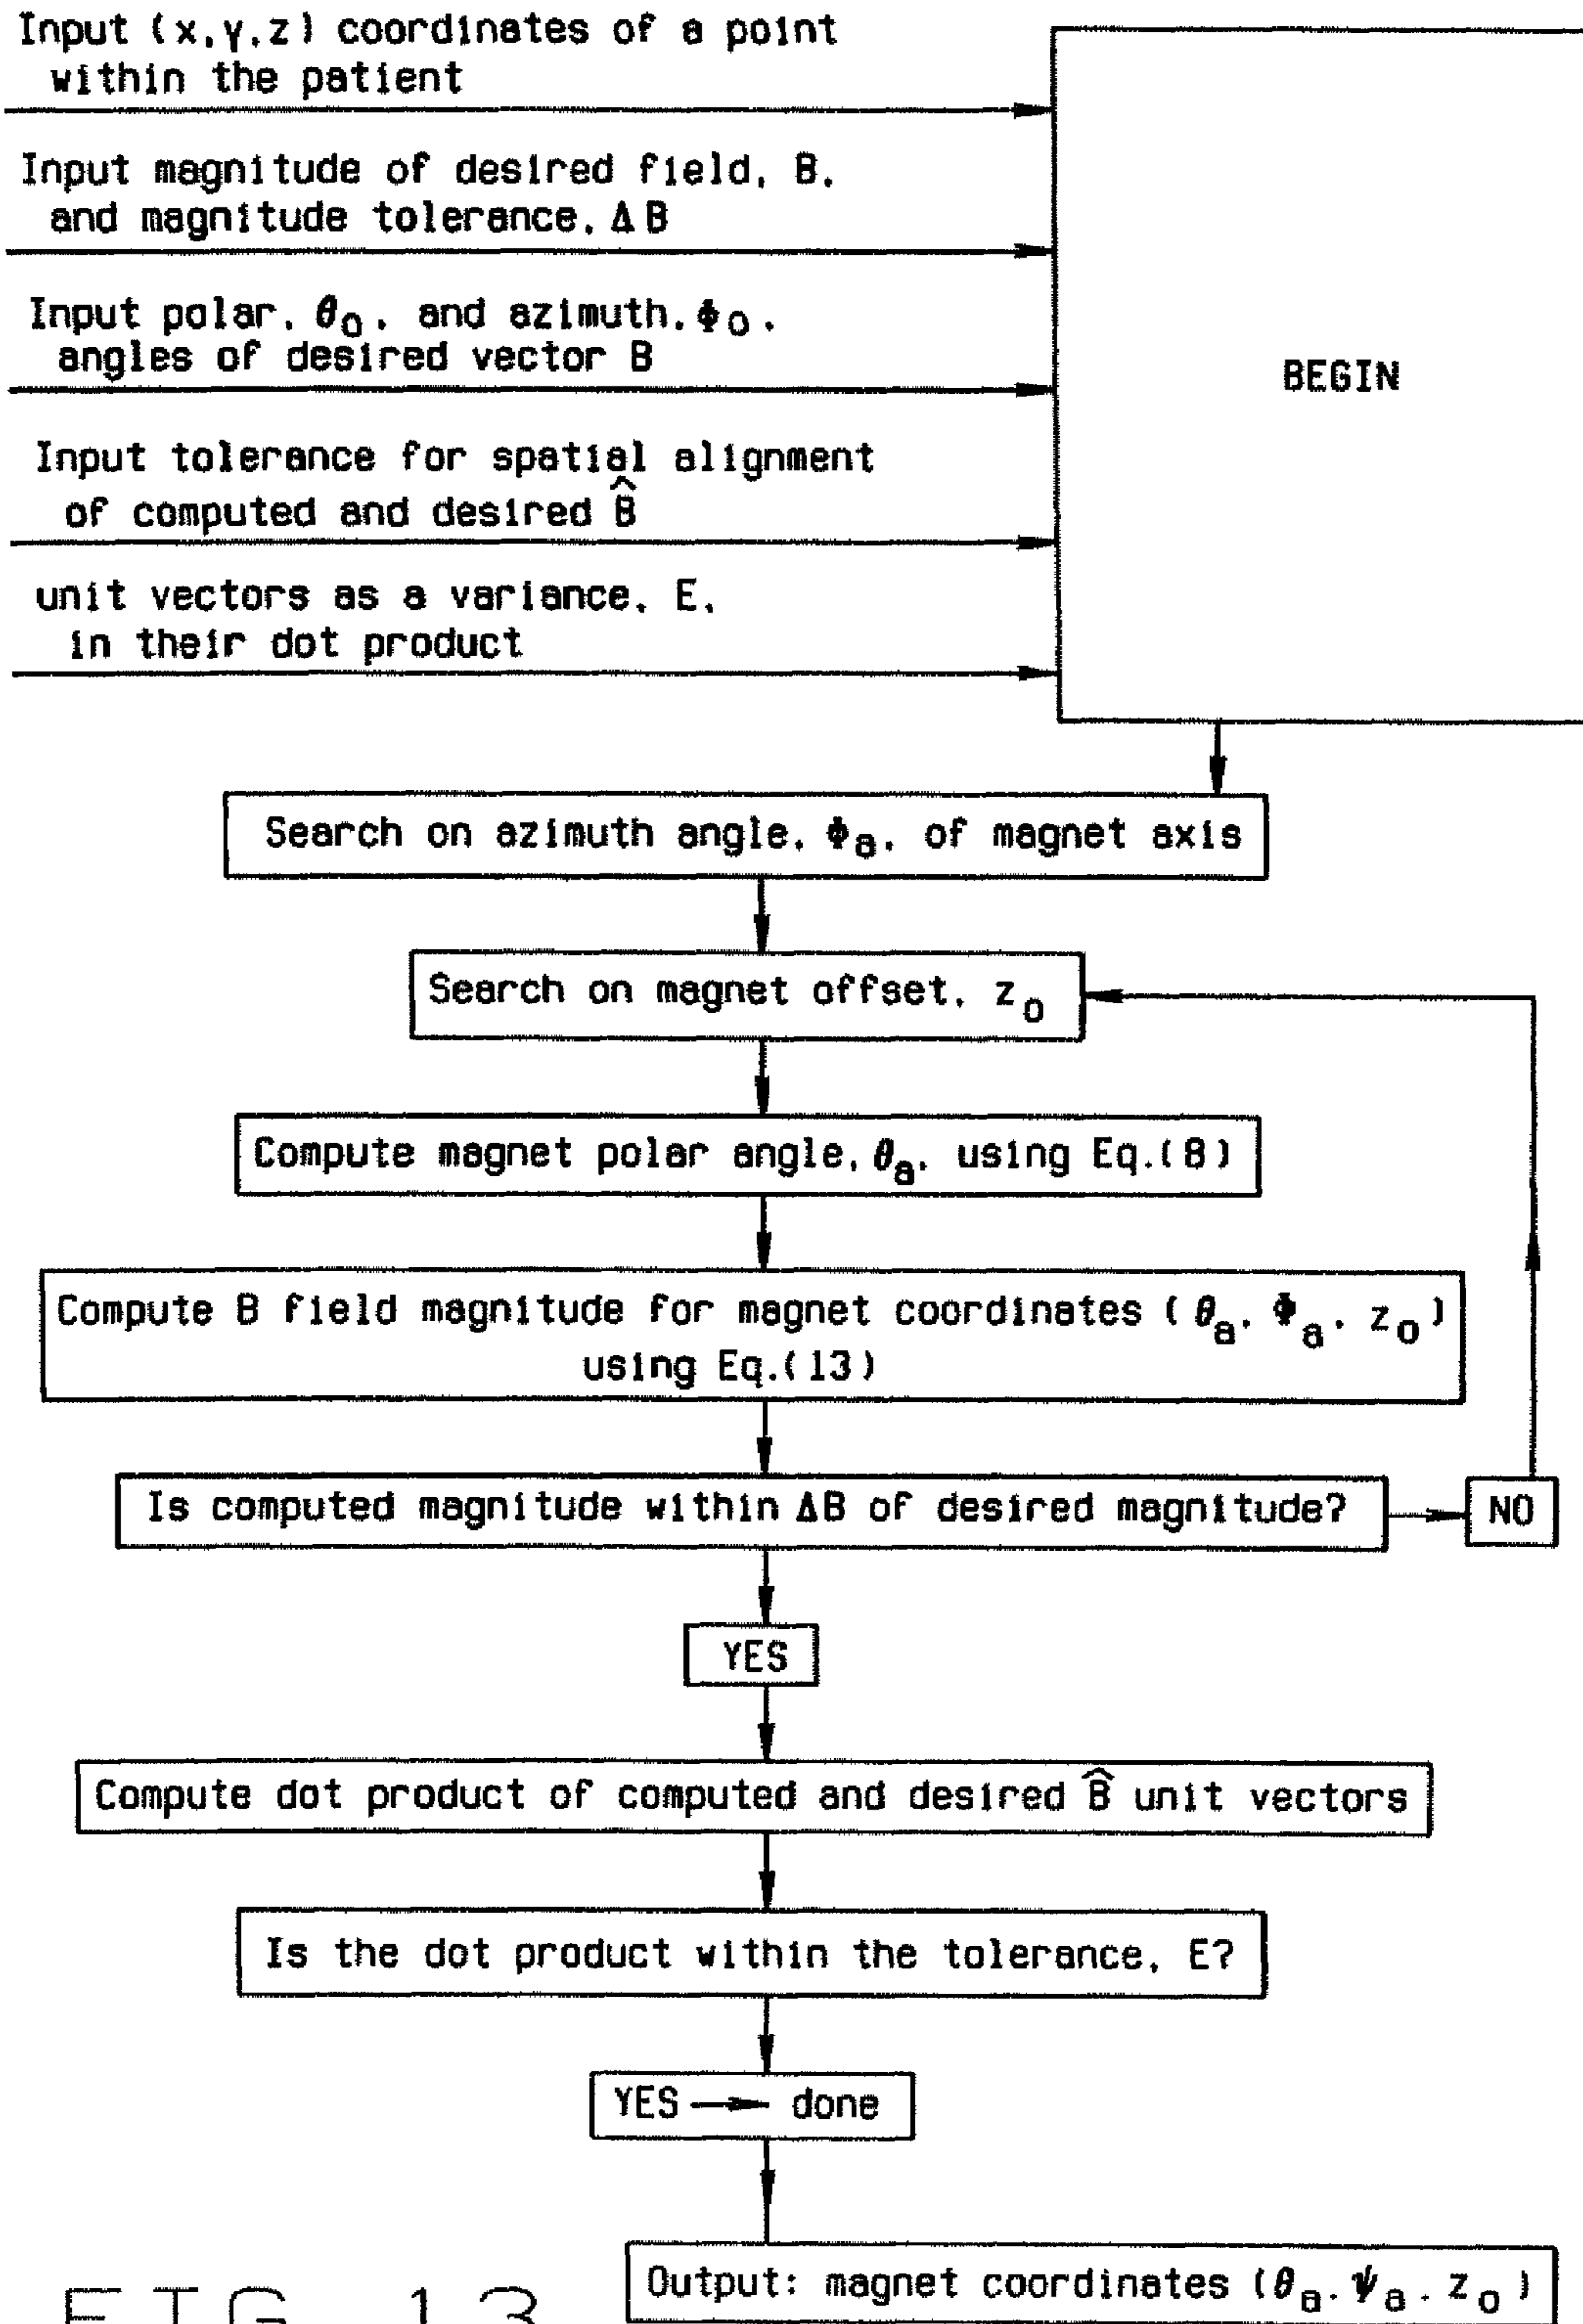 Input (x,y,z) coordinates of a point
within the patient
Input magnitude of desired field, B,
and magnitude tolerance, Δ B
Input polar, θ₀, and azimuth, Φ₀,
angles of desired vector B
Input tolerance for spatial alignment
of computed and desired B̂
unit vectors as a variance, E,
in their dot product
BEGIN
Search on azimuth angle, Φₐ, of magnet axis
Search on magnet offset, z₀
Compute magnet polar angle, θₐ, using Eq.(8)
Compute B field magnitude for magnet coordinates (θₐ, Φₐ, z₀)
using Eq.(13)
Is computed magnitude within ΔB of desired magnitude?
NO
YES
Compute dot product of computed and desired B̂ unit vectors
Is the dot product within the tolerance, E?
YES → done
Output: magnet coordinates (θₐ, ψₐ, z₀)
FIG. 13